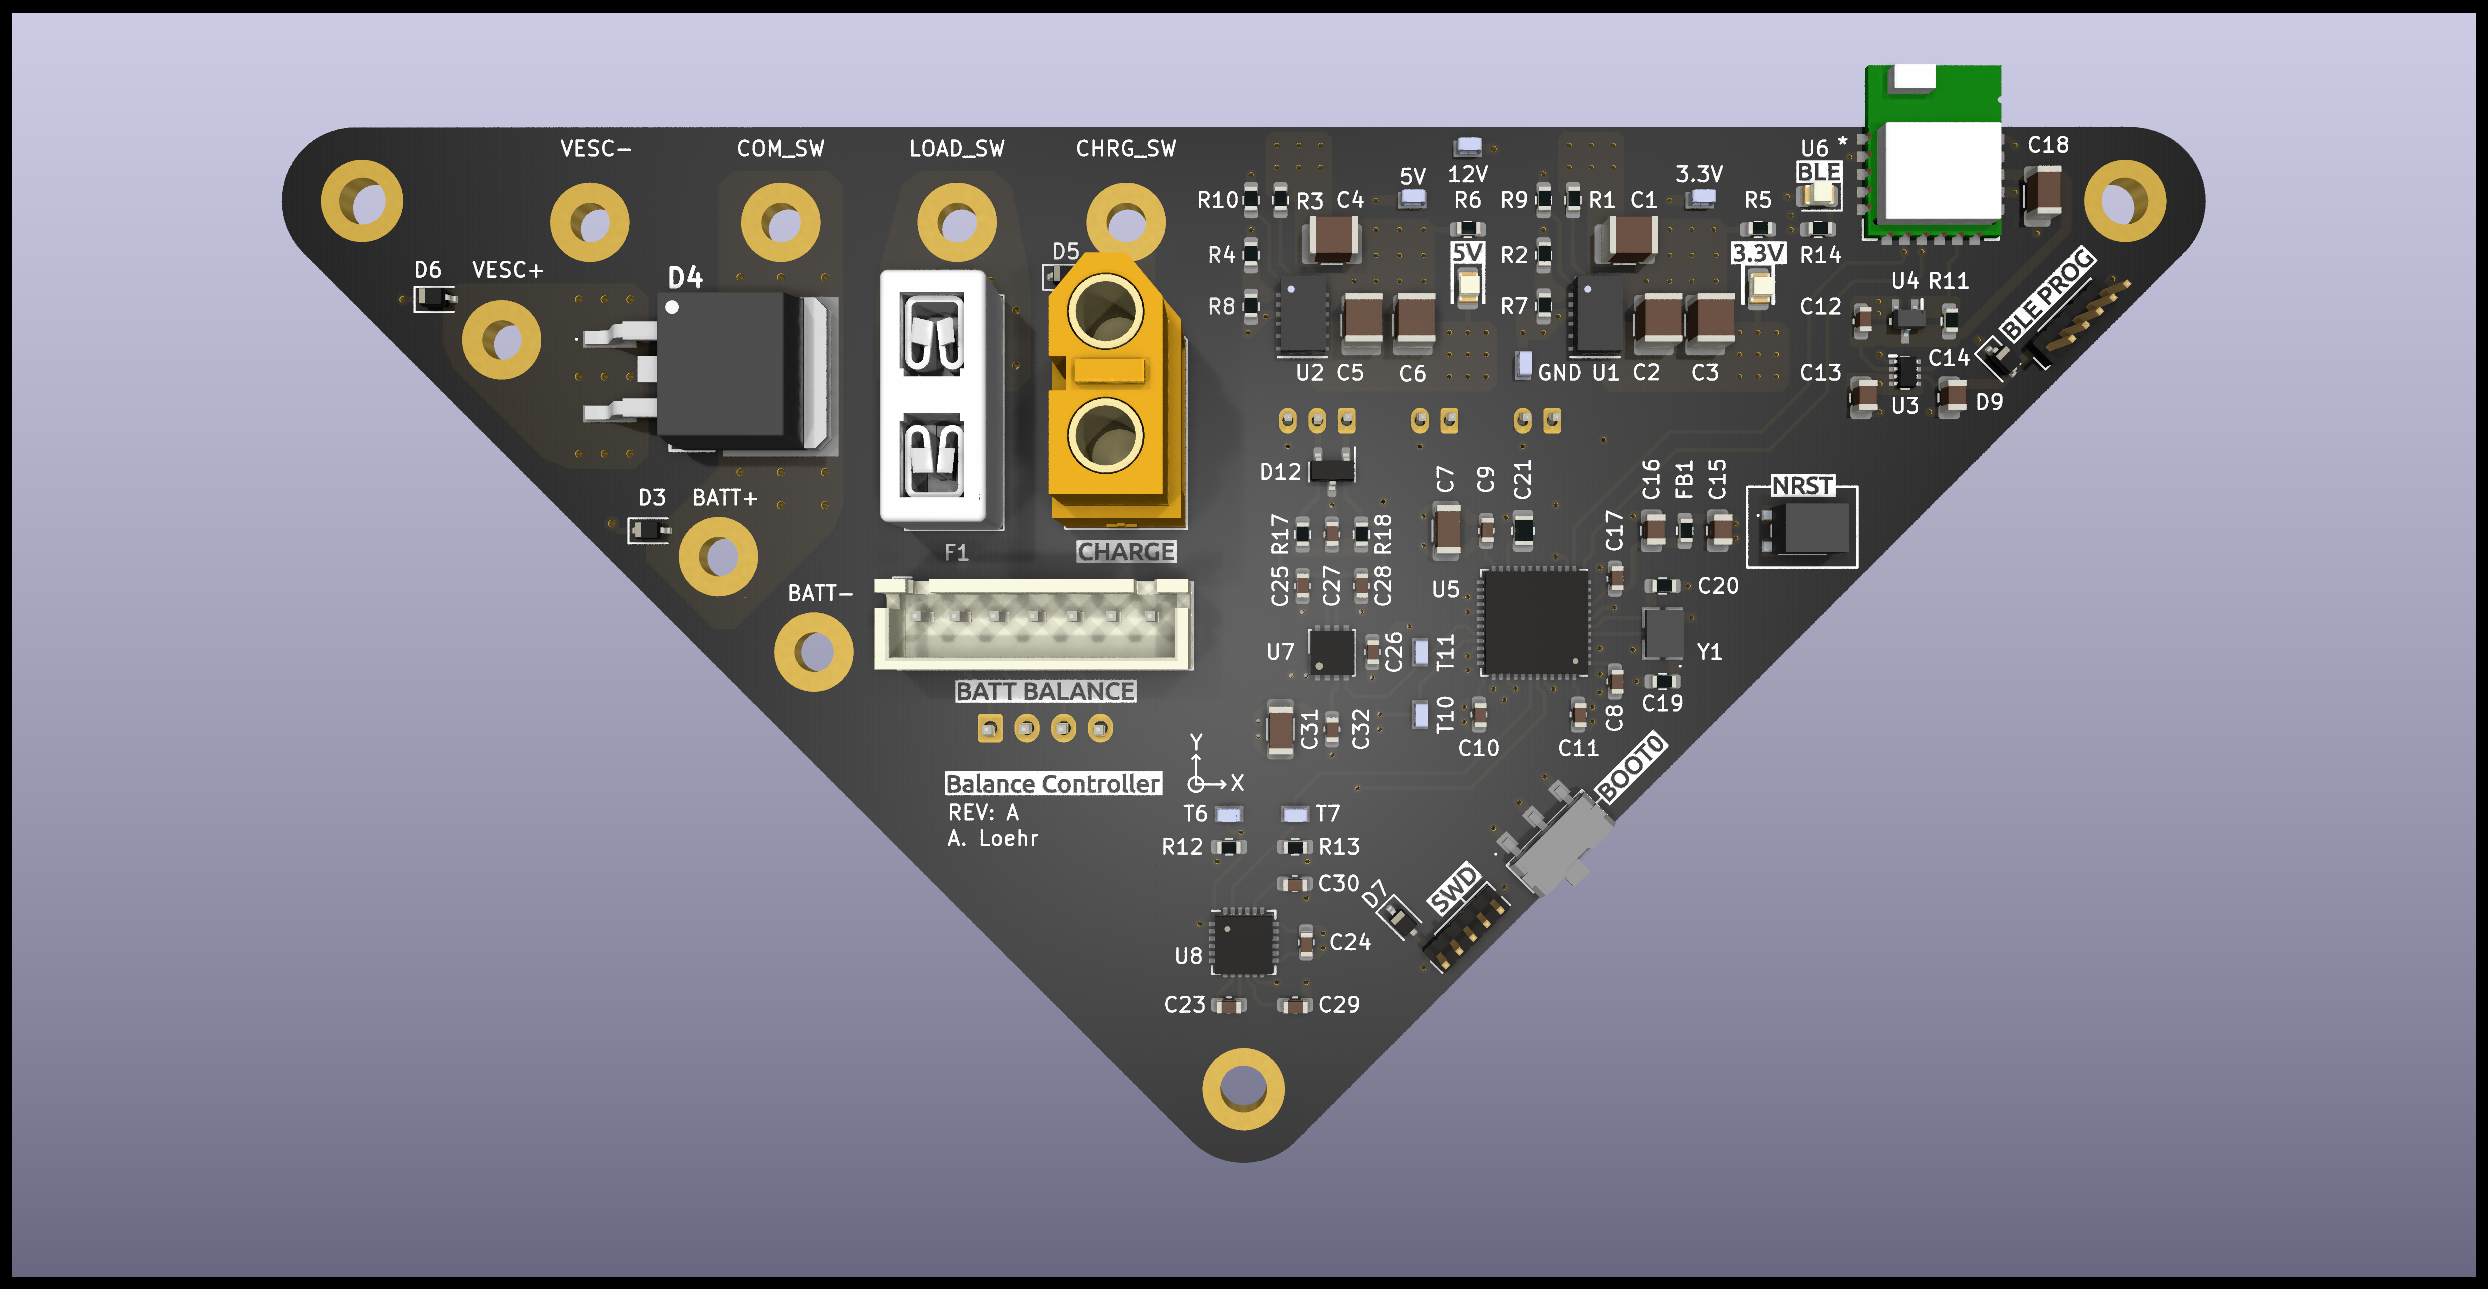 VESC-
COM_SW
LOAD_SW
CHRG_SW
U6 *
BLE
C18
12V
5V
3.3V
R10
R3
C4
R6
R9
R1
C1
R5
D5
D6
VESC+
D4
R4
5V
R2
3.3V
R14
R8
R7
U4
R11
BLE PROG
C12
U2
C5
C6
GND
U1
C2
C3
C13
C14
U3
D9
D12
C7
C9
C21
C16
FB1
C15
NRST
D3
BATT+
R17
R18
C17
F1
CHARGE
C25
C27
C28
U5
C20
BATT-
U7
C26
T11
Y1
BATT BALANCE
C31
C32
T10
C8
C19
C10
C11
Y
X
BOOT0
Balance Controller
REV: A
A. Loehr
T6
T7
R12
R13
C30
D7
SWD
C24
U8
C23
C29